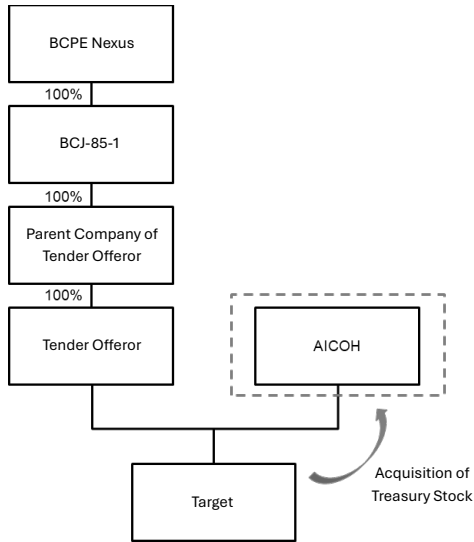 BCPE Nexus
100%
BCJ-85-1
100%
Parent Company of
Tender Offeror
100%
Tender Offeror
AICOH
Target
Acquisition of
Treasury Stock